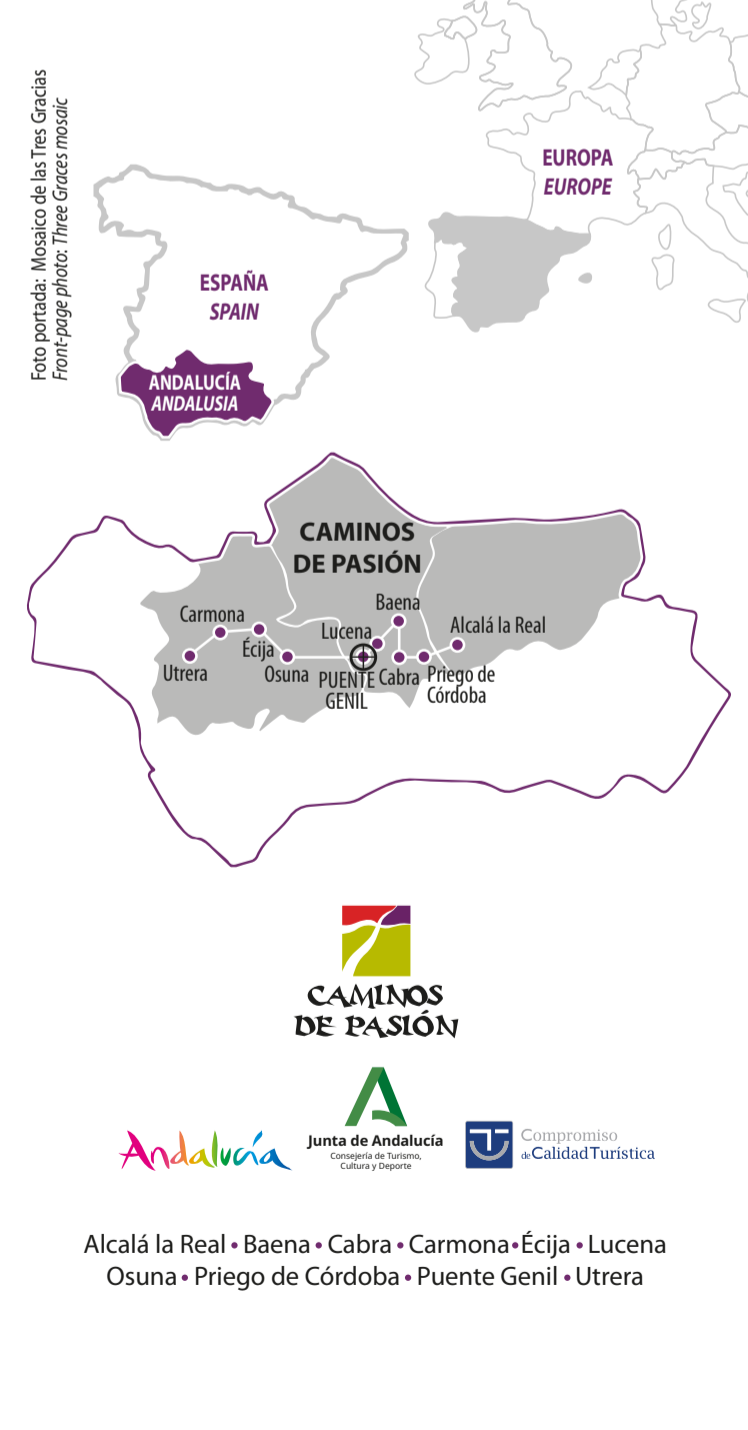 Foto portada: Mosaico de las Tres Gracias
Front-page photo: Three Graces mosaic
EUROPA
EUROPE
ESPAÑA
SPAIN
ANDALUCÍA
ANDALUSIA
CAMINOS
DE PASIÓN
Baena
Carmona
Lucena
Alcalá la Real
Écija
Utrera
Osuna
PUENTE
GENIL
Cabra
Priego de
Córdoba
CAMINOS
DE PASIÓN
Andalucía
Junta de Andalucía
Consejería de Turismo,
Cultura y Deporte
Compromiso
de Calidad Turística
Alcalá la Real • Baena • Cabra • Carmona • Écija • Lucena
Osuna • Priego de Córdoba • Puente Genil • Utrera